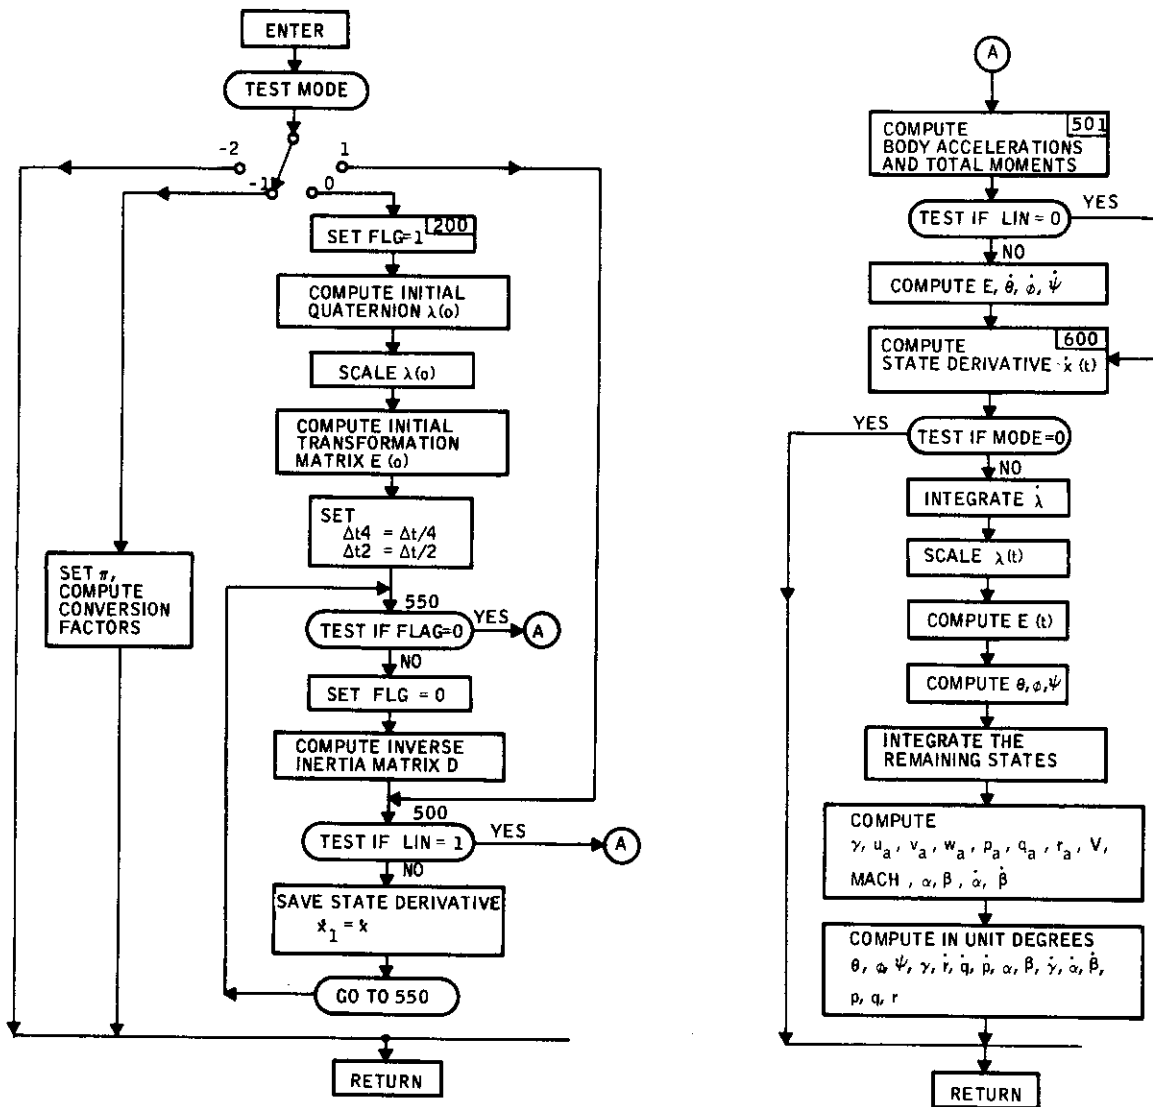 ENTER
TEST MODE
-2
1
-1
0
200
SET FLG=1
COMPUTE INITIAL
QUATERNION λ(o)
SCALE λ(o)
COMPUTE INITIAL
TRANSFORMATION
MATRIX E (o)
SET
Δt4 = Δt/4
Δt2 = Δt/2
SET π,
COMPUTE
CONVERSION
FACTORS
550
TEST IF FLAG=0
YES
A
NO
SET FLG = 0
COMPUTE INVERSE
INERTIA MATRIX D
500
TEST IF LIN = 1
YES
A
NO
SAVE STATE DERIVATIVE
ẋ₁ = ẋ
GO TO 550
RETURN
A
501
COMPUTE
BODY ACCELERATIONS
AND TOTAL MOMENTS
TEST IF LIN = 0
YES
NO
COMPUTE E, θ̇, φ̇, ψ̇
600
COMPUTE
STATE DERIVATIVE ẋ (t)
YES
TEST IF MODE=0
NO
INTEGRATE λ̇
SCALE λ(t)
COMPUTE E (t)
COMPUTE θ, φ, ψ
INTEGRATE THE
REMAINING STATES
COMPUTE
γ, uₐ, vₐ, wₐ, pₐ, qₐ, rₐ, V,
MACH, α, β, α̇, β̇
COMPUTE IN UNIT DEGREES
θ, φ, ψ, γ, ṙ, q̇, ṗ, α, β, γ̇, α̇, β̇,
p, q, r
RETURN